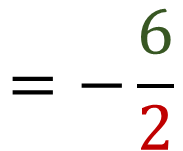 = - 6/2